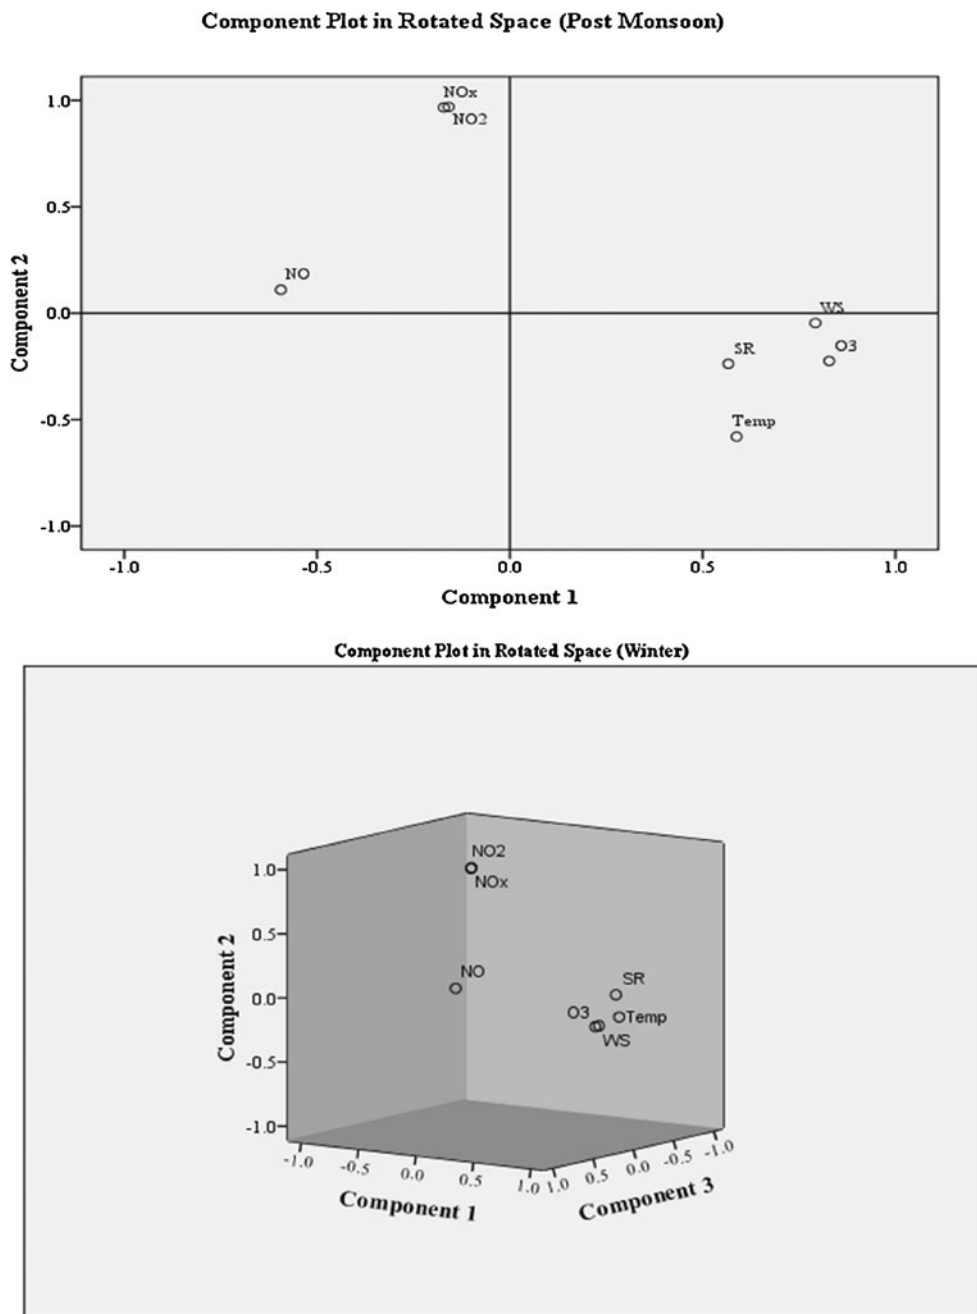 Component Plot in Rotated Space (Post Monsoon)
1.0
NOx
NO2
0.5
NO
0.0
WS
SR
O3
-0.5
Temp
-1.0
Component 2
-1.0 -0.5 0.0 0.5 1.0
Component 1
Component Plot in Rotated Space (Winter)
NO2
1.0
NOx
0.5
NO
SR
0.0
O3
Temp
WS
-0.5
-1.0
Component 2
-1.0 -0.5 0.0 0.5 1.0
1.0 0.5 0.0 -0.5 -1.0
Component 1
Component 3